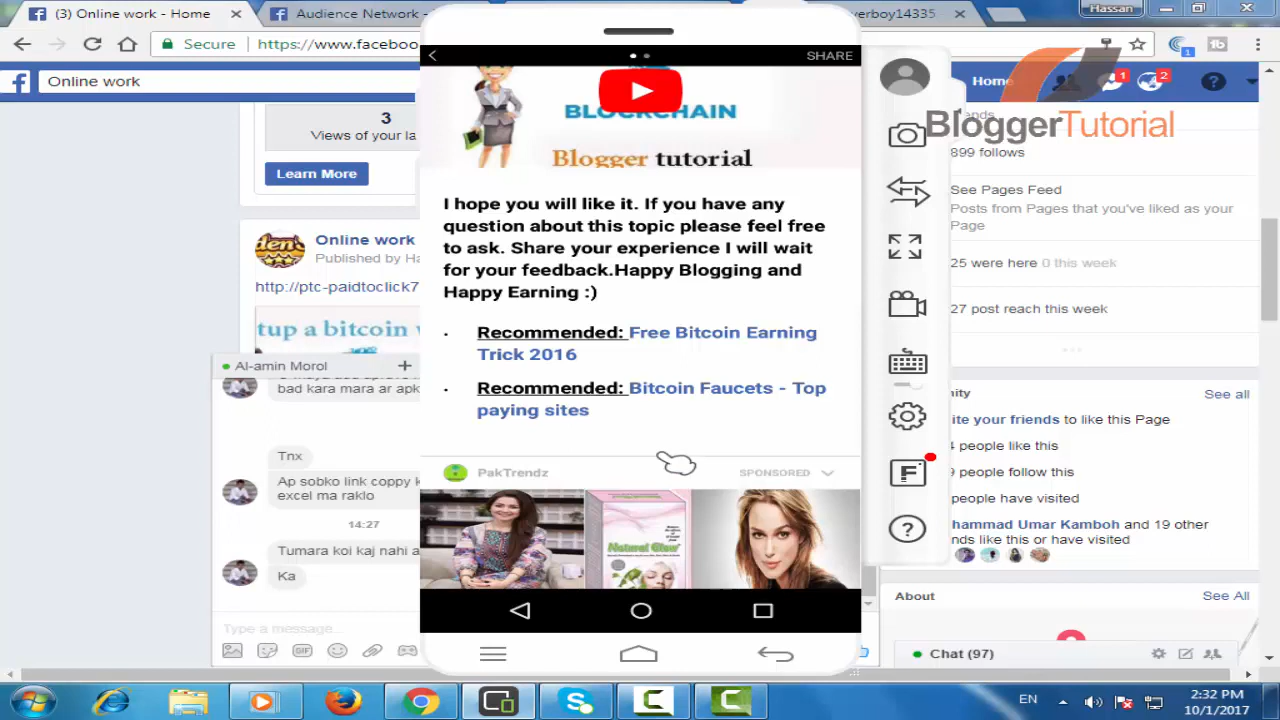 (3) Online work -
Audience Network
erboy14335
Hassan
Secure
https://www.faceboo
1
Online work
Home
1
2
BloggerTutorial
3
Views of your la
Learn More
Online work
Published by Ha
http://ptc-paidtoclick7
tup a bitcoin
Al-amin Morol
bad kara mara ar apk
Tnx
Ap sobko link coppy k
excel ma raklo
14:27
Tumara koi kaj nahi a
Ka
Type a message...
SHARE
BLOCKCHAIN
Blogger tutorial
I hope you will like it. If you have any
question about this topic please feel free
to ask. Share your experience I will wait
for your feedback.Happy Blogging and
Happy Earning :)
Recommended: Free Bitcoin Earning
Trick 2016
Recommended: Bitcoin Faucets - Top
paying sites
PakTrendz
SPONSORED
Natural Glow
899 follows
See Pages Feed
Posts from Pages that you've liked as your
Page
25 were here 0 this week
27 post reach this week
nity
See all
ite your friends to like this Page
4 people like this
9 people follow this
people have visited
hammad Umar Kamboh and 19 other
nds like this or have visited
About
See All
Chat (97)
EN
2:32 PM
10/1/2017